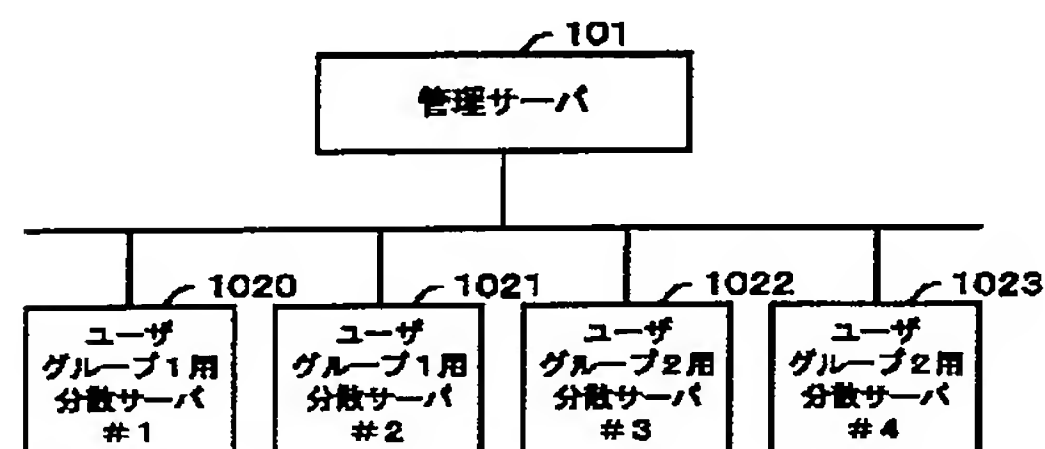 101
管理サーバ
1020
1021
1022
1023
ユーザ
グループ1用
分散サーバ
#1
ユーザ
グループ1用
分散サーバ
#2
ユーザ
グループ2用
分散サーバ
#3
ユーザ
グループ2用
分散サーバ
#4